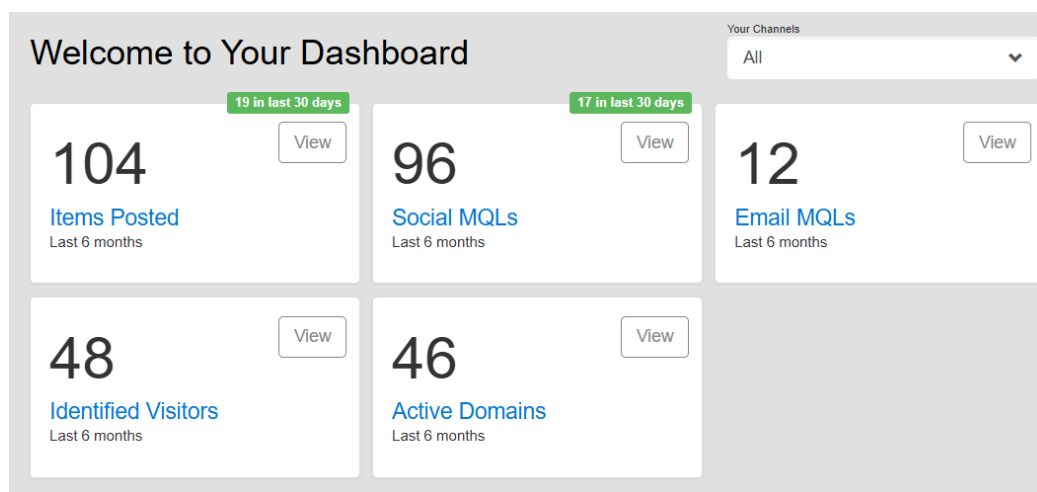 Welcome to Your Dashboard
Your Channels
All
19 in last 30 days
104
View
Items Posted
Last 6 months
17 in last 30 days
96
View
Social MQLs
Last 6 months
12
View
Email MQLs
Last 6 months
48
View
Identified Visitors
Last 6 months
46
View
Active Domains
Last 6 months